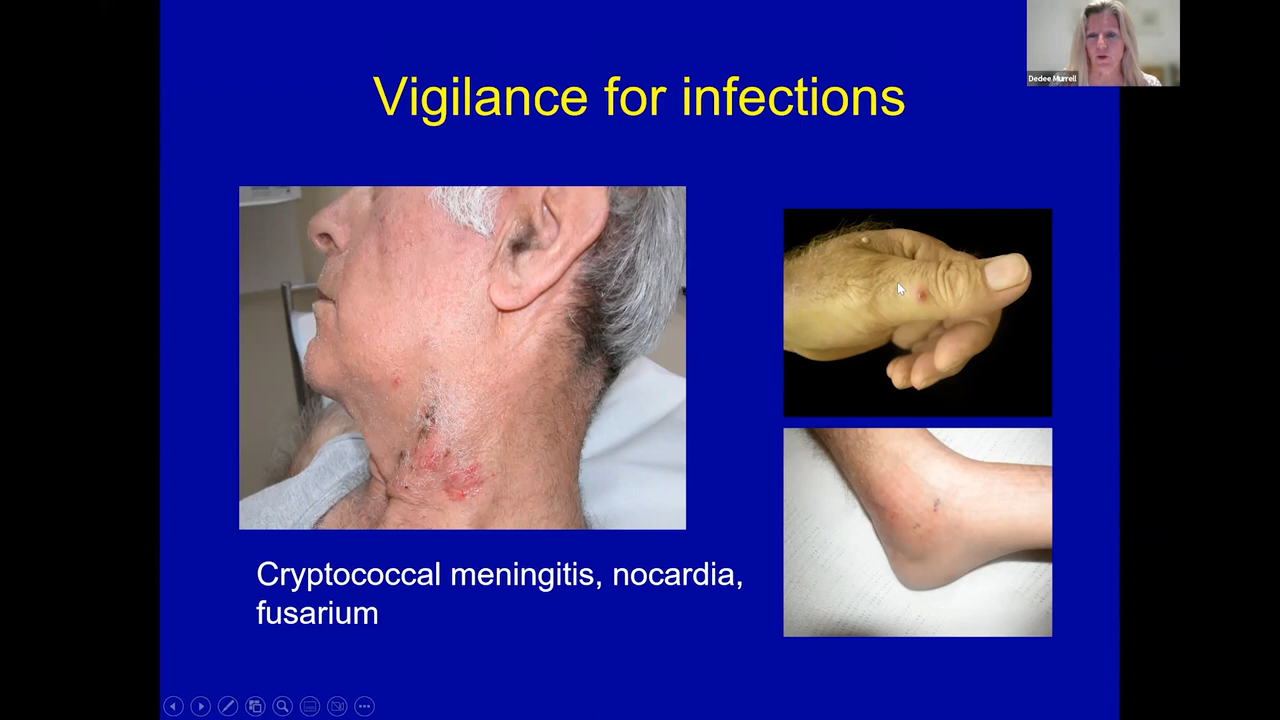 Vigilance for infections
Dedee Murrell
Cryptococcal meningitis, nocardia,
fusarium